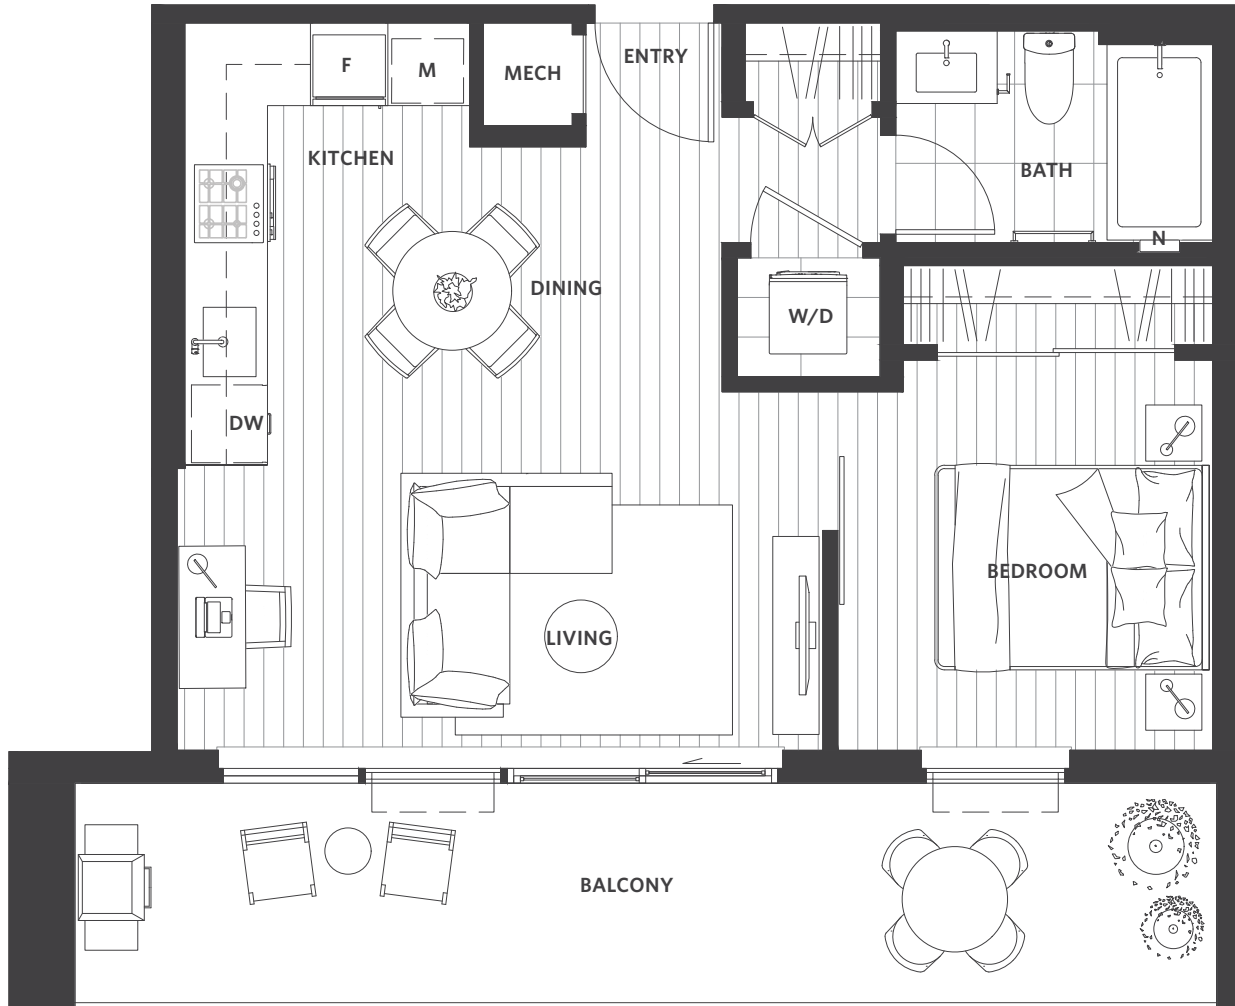 ENTRY
F
M
MECH
KITCHEN
BATH
N
DINING
W/D
DW
BEDROOM
LIVING
BALCONY